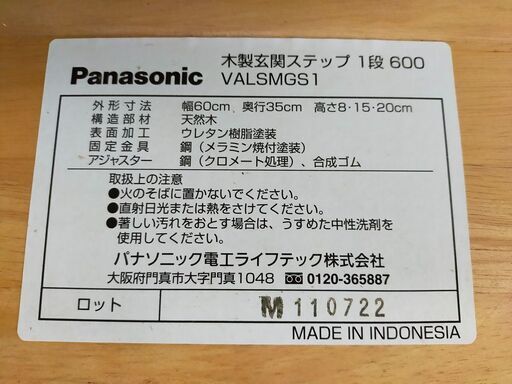 木製玄関ステップ 1段 600
Panasonic VALSMGS1
外形寸法 幅60cm、奥行35cm 高さ8・15・20cm
構造部材 天然木
表面加工 ウレタン樹脂塗装
固定金具 鋼（メラミン焼付塗装）
アジャスター 鋼（クロメート処理）、合成ゴム
取扱上の注意
●火のそばに置かないでください。
●直射日光または熱をさけてください。
●著しい汚れをおとす場合は、うすめた中性洗剤を
使用してください。
パナソニック電工ライフテック株式会社
大阪府門真市大字門真1048 0120-365887
ロット M 110722
MADE IN INDONESIA